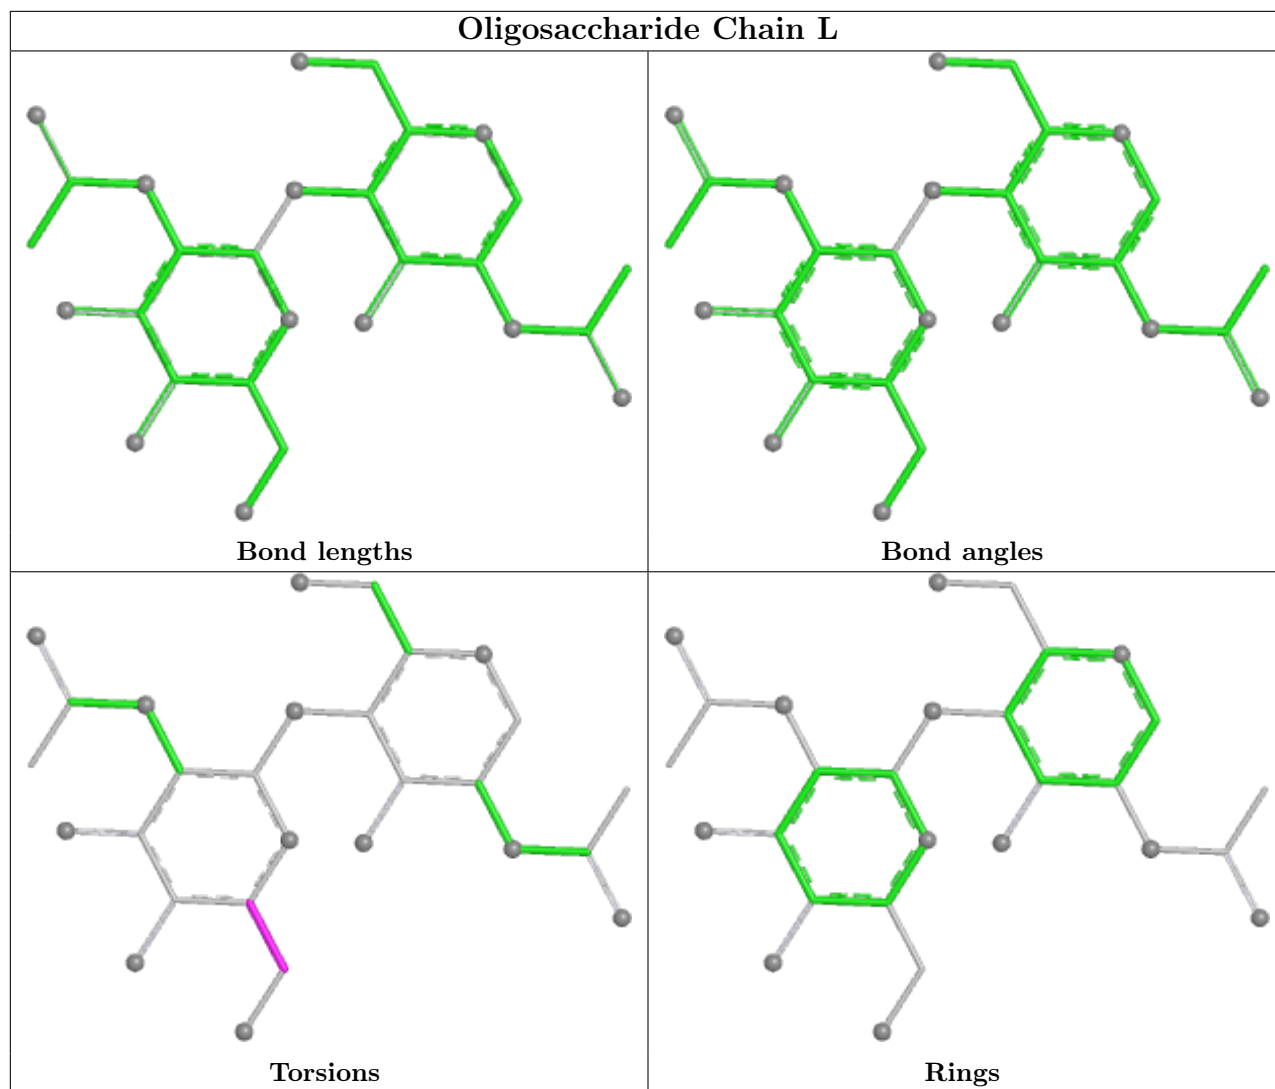 Oligosaccharide Chain L
Bond lengths
Bond angles
Torsions
Rings